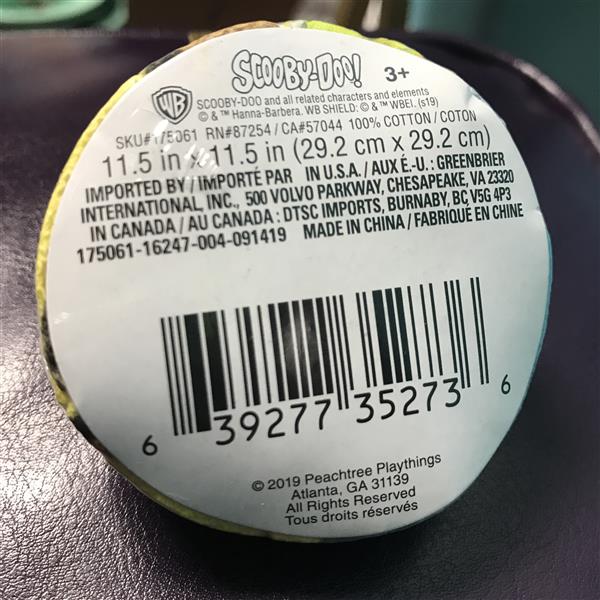 SCOOBY-DOO! 3+
WB SCOOBY-DOO and all related characters and elements
© & ™ Hanna-Barbera. WB SHIELD: © & ™ WBEI. (s19)
SKU#175061 RN#87254 / CA#57044 100% COTTON / COTON
11.5 in x 11.5 in (29.2 cm x 29.2 cm)
IMPORTED BY / IMPORTÉ PAR IN U.S.A. / AUX É.-U. : GREENBRIER
INTERNATIONAL, INC., 500 VOLVO PARKWAY, CHESAPEAKE, VA 23320
IN CANADA / AU CANADA : DTSC IMPORTS, BURNABY, BC V5G 4P3
175061-16247-004-091419 MADE IN CHINA / FABRIQUÉ EN CHINE
6 39277 35273 6
© 2019 Peachtree Playthings
Atlanta, GA 31139
All Rights Reserved
Tous droits réservés